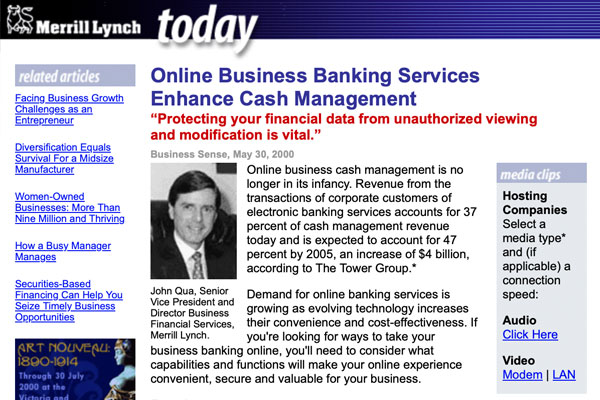 Merrill Lynch today
related articles
Facing Business Growth
Challenges as an
Entrepreneur
Diversification Equals
Survival For a Midsize
Manufacturer
Women-Owned
Businesses: More Than
Nine Million and Thriving
How a Busy Manager
Manages
Securities-Based
Financing Can Help You
Seize Timely Business
Opportunities
ART NOUVEAU:
1890-1914
Through 30 July
2000 at the
Victoria and
Online Business Banking Services
Enhance Cash Management
“Protecting your financial data from unauthorized viewing
and modification is vital.”
Business Sense, May 30, 2000
John Qua, Senior
Vice President and
Director Business
Financial Services,
Merrill Lynch.
Online business cash management is no
longer in its infancy. Revenue from the
transactions of corporate customers of
electronic banking services accounts for 37
percent of cash management revenue
today and is expected to account for 47
percent by 2005, an increase of $4 billion,
according to The Tower Group.*
Demand for online banking services is
growing as evolving technology increases
their convenience and cost-effectiveness. If
you're looking for ways to take your
business banking online, you'll need to consider what
capabilities and functions will make your online experience
convenient, secure and valuable for your business.
media clips
Hosting
Companies
Select a
media type*
and (if
applicable) a
connection
speed:
Audio
Click Here
Video
Modem | LAN